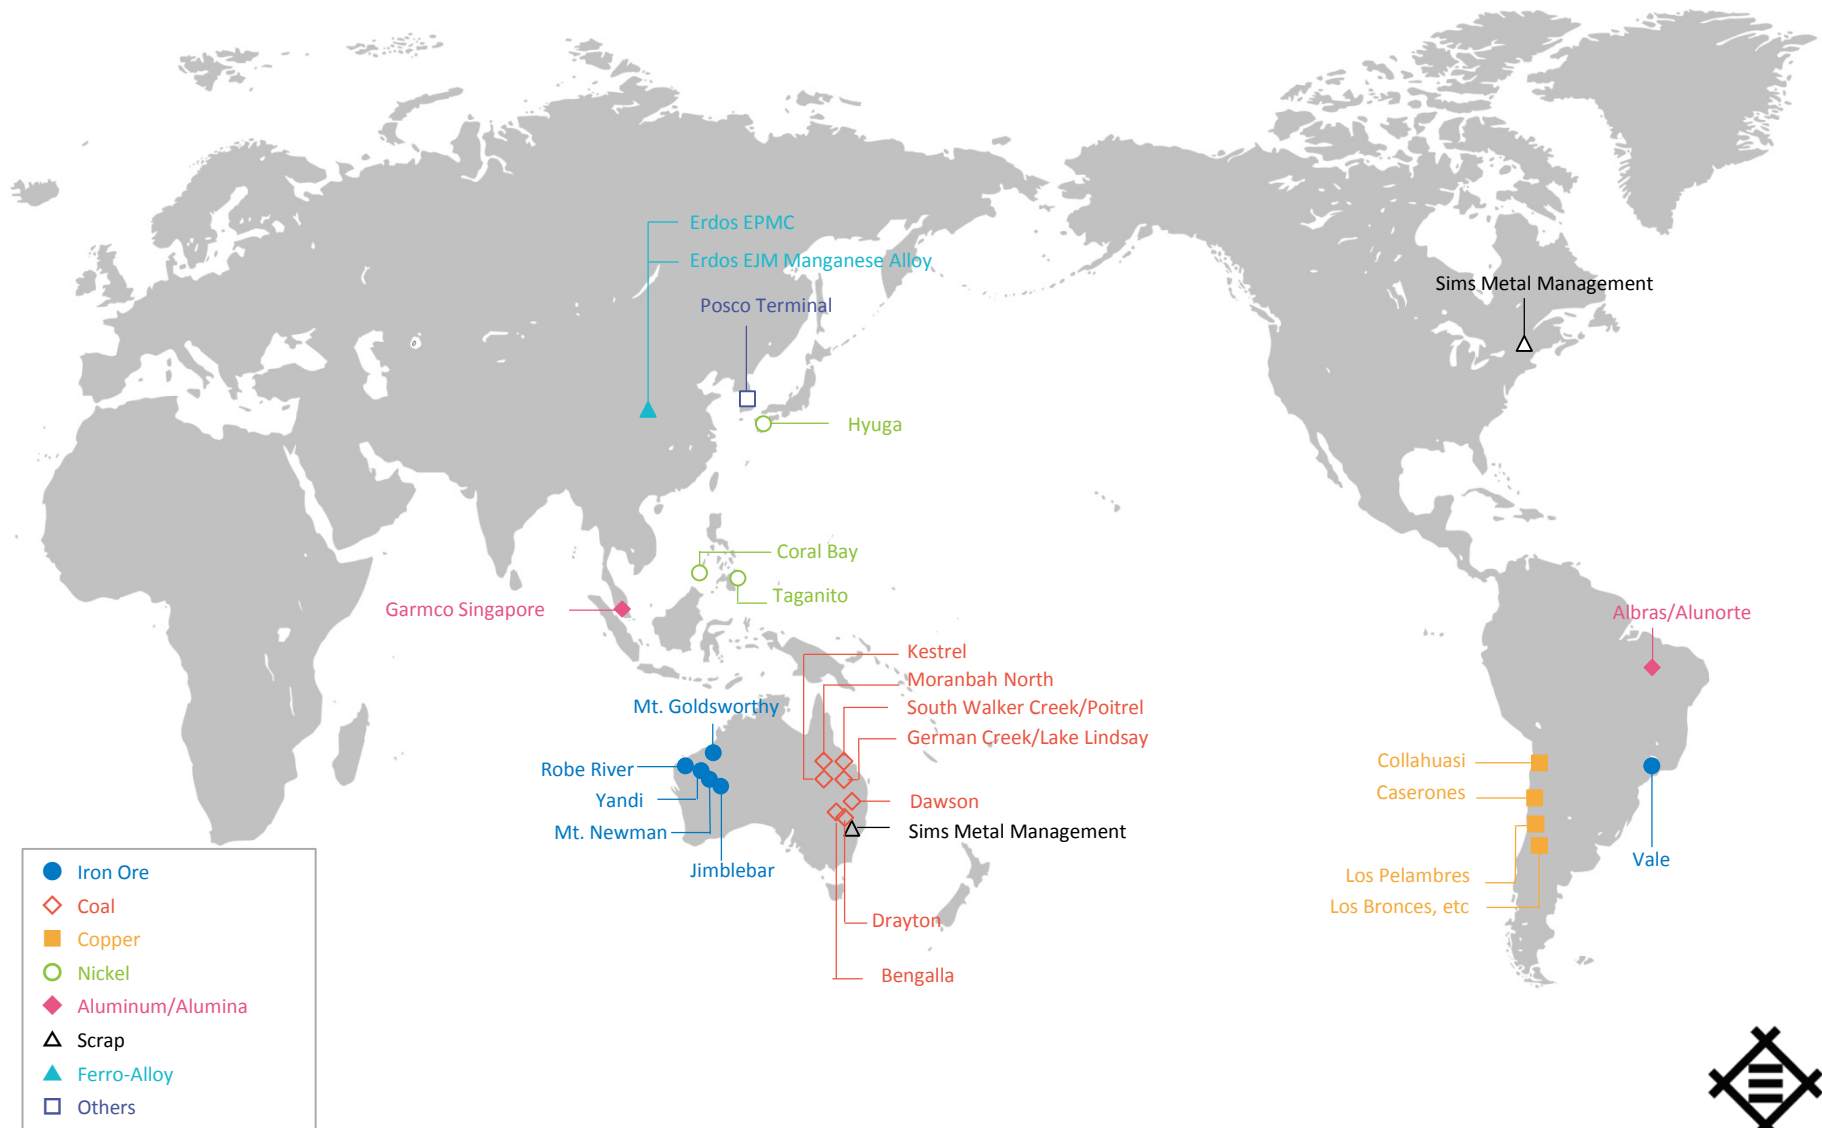 Erdos EPMC
Erdos EJM Manganese Alloy
Sims Metal Management
Posco Terminal
Hyuga
Coral Bay
Taganito
Garmco Singapore
Albras/Alunorte
Kestrel
Moranbah North
South Walker Creek/Poitrel
German Creek/Lake Lindsay
Mt. Goldsworthy
Robe River
Yandi
Mt. Newman
Jimblebar
Dawson
Sims Metal Management
Drayton
Bengalla
Collahuasi
Caserones
Los Pelambres
Los Bronces, etc
Vale
Iron Ore
Coal
Copper
Nickel
Aluminum/Alumina
Scrap
Ferro-Alloy
Others